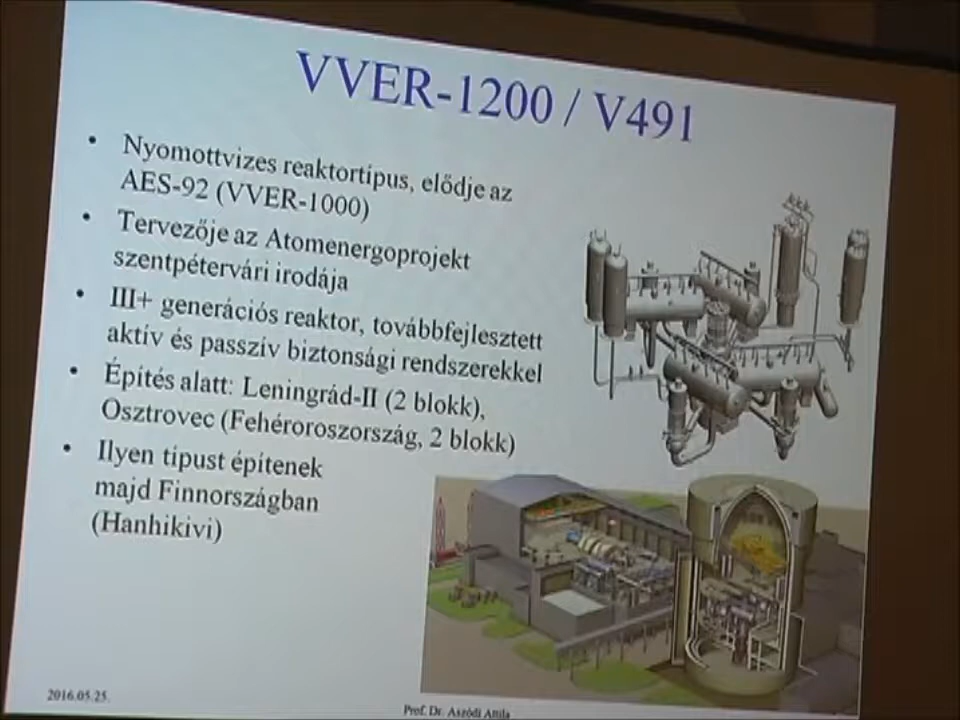 VVER-1200 / V491
• Nyomottvizes reaktortípus, elődje az
AES-92 (VVER-1000)
• Tervezője az Atomenergoprojekt
szentpétervári irodája
• III+ generációs reaktor, továbbfejlesztett
aktív és passzív biztonsági rendszerekkel
• Építés alatt: Leningrád-II (2 blokk),
Osztrovec (Fehéroroszország, 2 blokk)
• Ilyen típust építenek
majd Finnországban
(Hanhikivi)
2016.05.25.
Prof. Dr. Aszódi Attila